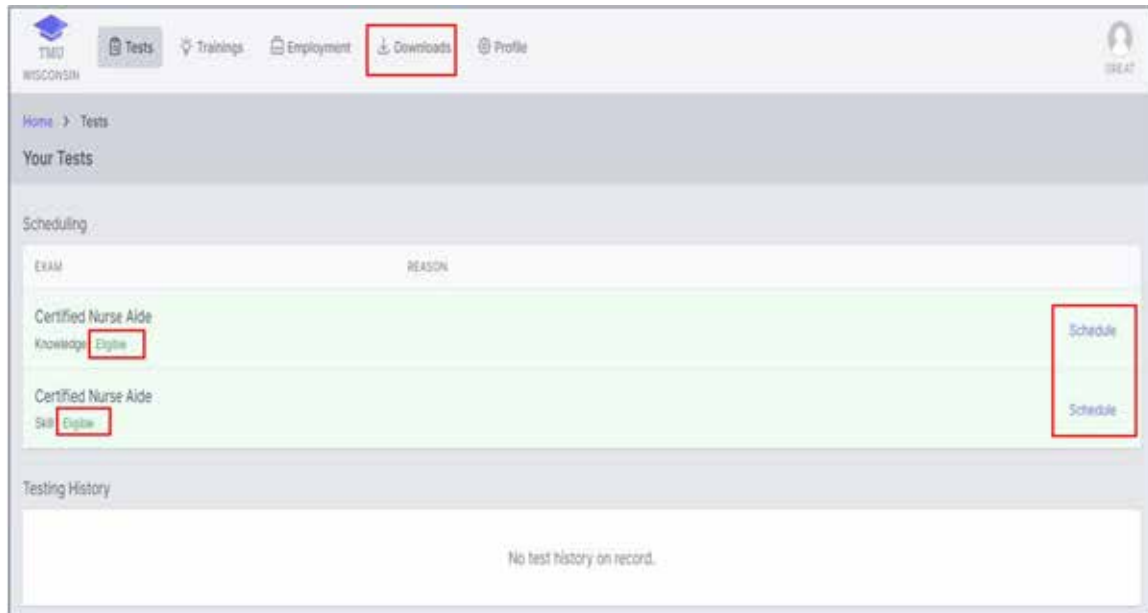 TMU
WISCONSIN
Tests Trainings Employment Downloads Profile
GREAT
Home > Tests
Your Tests
Scheduling
EXAM REASON
Certified Nurse Aide
Knowledge Eligible
Schedule
Certified Nurse Aide
Skill Eligible
Schedule
Testing History
No test history on record.